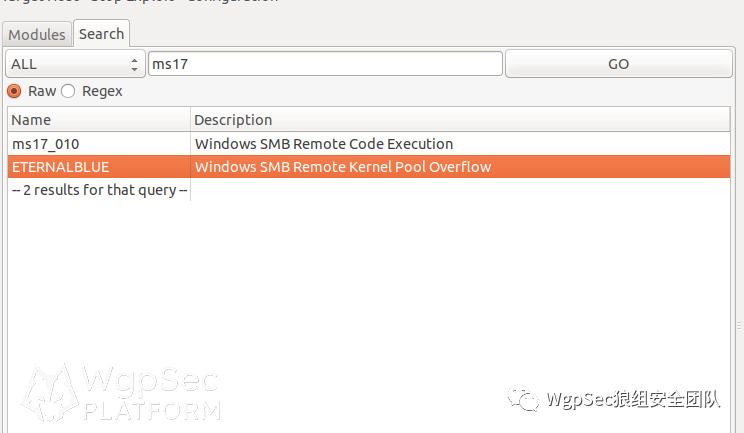 Modules Search
ALL ms17 GO
Raw Regex
Name Description
ms17_010 Windows SMB Remote Code Execution
ETERNALBLUE Windows SMB Remote Kernel Pool Overflow
-- 2 results for that query --
WgpSec
PLATFORM
WgpSec狼组安全团队